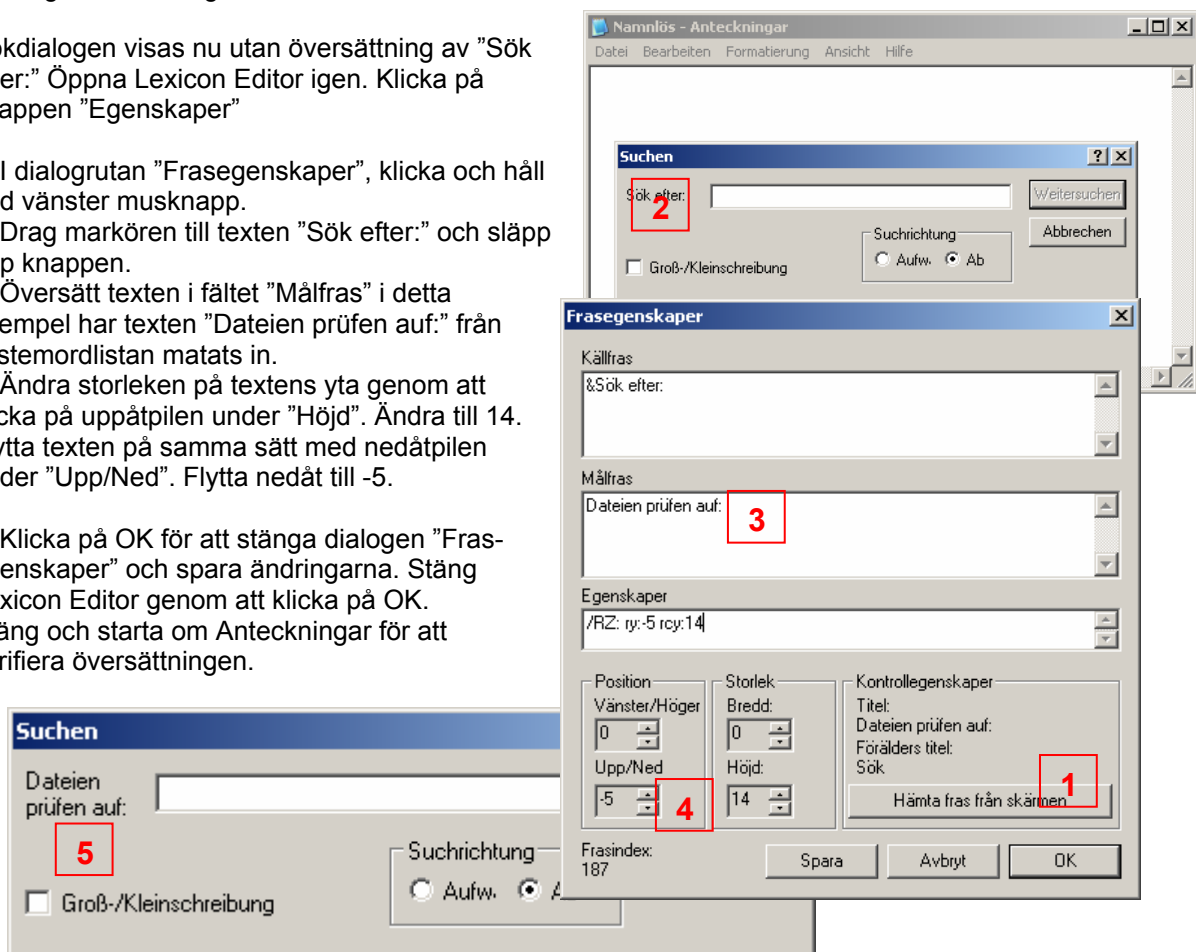 okdialogen visas nu utan översättning av ”Sök
er:” Öppna Lexicon Editor igen. Klicka på
appen ”Egenskaper”
I dialogrutan ”Frasegenskaper”, klicka och håll
d vänster musknapp.
Drag markören till texten ”Sök efter:” och släpp
p knappen.
Översätt texten i fältet ”Målfras” i detta
empel har texten ”Dateien prüfen auf:” från
stemordlistan matats in.
Ändra storleken på textens yta genom att
cka på uppåtpilen under ”Höjd”. Ändra till 14.
ytta texten på samma sätt med nedåtpilen
der ”Upp/Ned”. Flytta nedåt till -5.
Klicka på OK för att stänga dialogen ”Fras-
enskaper” och spara ändringarna. Stäng
xicon Editor genom att klicka på OK.
äng och starta om Anteckningar för att
rifiera översättningen.
Namnlös - Anteckningar
Datei Bearbeiten Formatierung Ansicht Hilfe
Suchen
Sök efter:
2
Weitersuchen
Suchrichtung
Abbrechen
Aufw. Ab
Groß-/Kleinschreibung
Frasegenskaper
Källfras
&Sök efter:
Målfras
Dateien prüfen auf:
3
Egenskaper
/RZ: ry:-5 rcy:14
Position
Vänster/Höger
0
Upp/Ned
-5
4
Storlek
Bredd:
0
Höjd:
14
Kontrollegenskaper
Titel:
Dateien prüfen auf:
Förälders titel:
Sök
1
Hämta fras från skärmen
Frasindex:
187
Spara Avbryt OK
Suchen
Dateien
prüfen auf:
5
Suchrichtung
Aufw. A
Groß-/Kleinschreibung